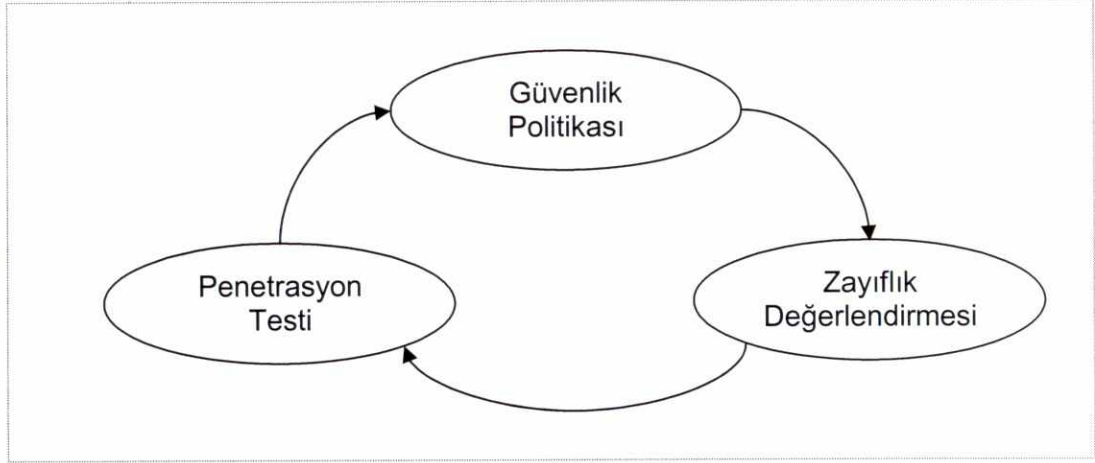 Güvenlik
Politikası
Penetrasyon
Testi
Zayıflık
Değerlendirmesi